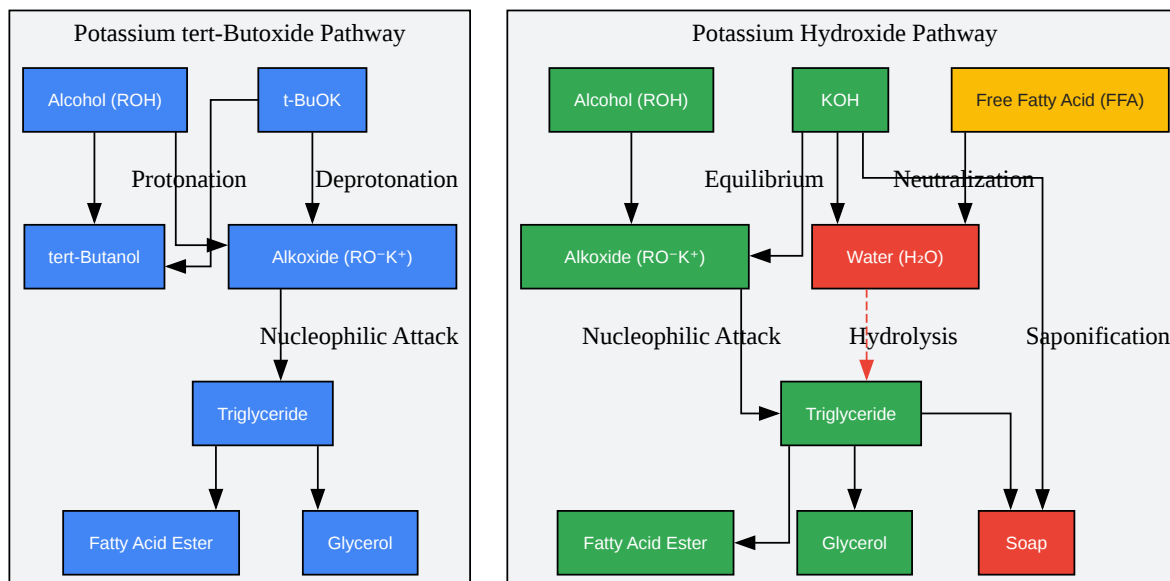 Potassium tert-Butoxide Pathway
Alcohol (ROH)
t-BuOK
Protonation
Deprotonation
tert-Butanol
Alkoxide (RO⁻K⁺)
Nucleophilic Attack
Triglyceride
Fatty Acid Ester
Glycerol
Potassium Hydroxide Pathway
Alcohol (ROH)
KOH
Free Fatty Acid (FFA)
Equilibrium
Neutralization
Alkoxide (RO⁻K⁺)
Water (H₂O)
Nucleophilic Attack
Hydrolysis
Saponification
Triglyceride
Fatty Acid Ester
Glycerol
Soap